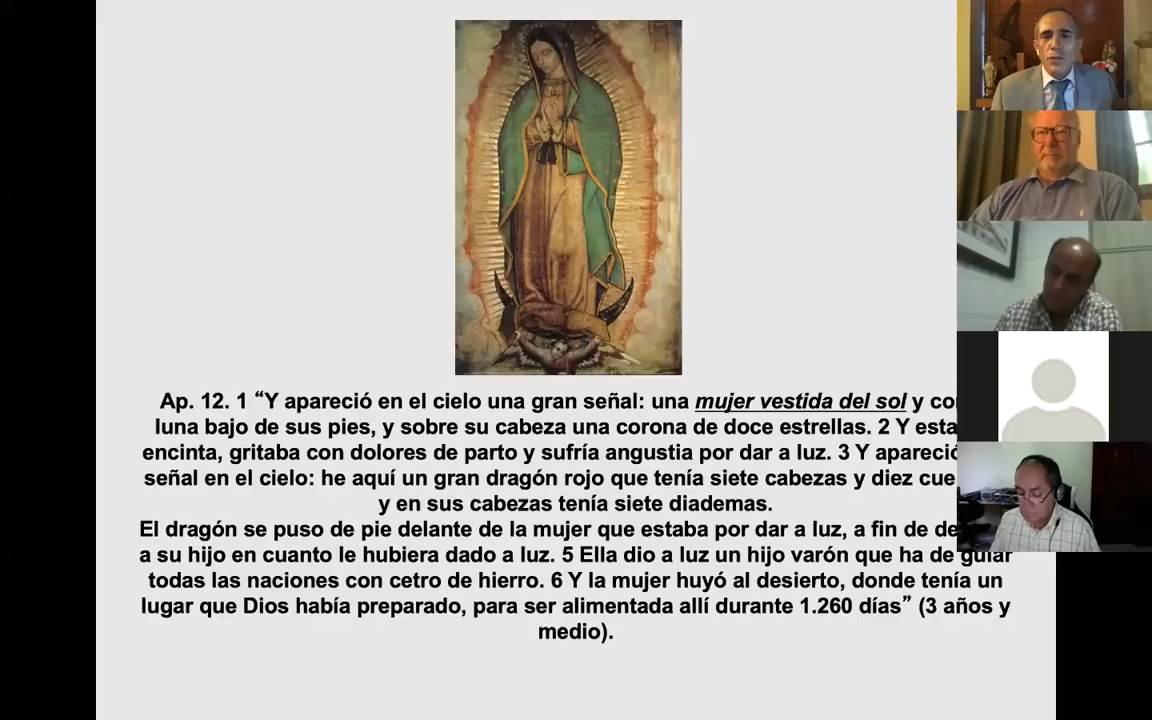 Ap. 12. 1 “Y apareció en el cielo una gran señal: una mujer vestida del sol y
luna bajo de sus pies, y sobre su cabeza una corona de doce estrellas. 2 Y
encinta, gritaba con dolores de parto y sufría angustia por dar a luz. 3 Y apareció
señal en el cielo: he aquí un gran dragón rojo que tenía siete cabezas y diez
y en sus cabezas tenía siete diademas.
El dragón se puso de pie delante de la mujer que estaba por dar a luz, a fin de
a su hijo en cuanto le hubiera dado a luz. 5 Ella dio a luz un hijo varón que ha de guiar
todas las naciones con cetro de hierro. 6 Y la mujer huyó al desierto, donde tenía un
lugar que Dios había preparado, para ser alimentada allí durante 1.260 días” (3 años y
medio).